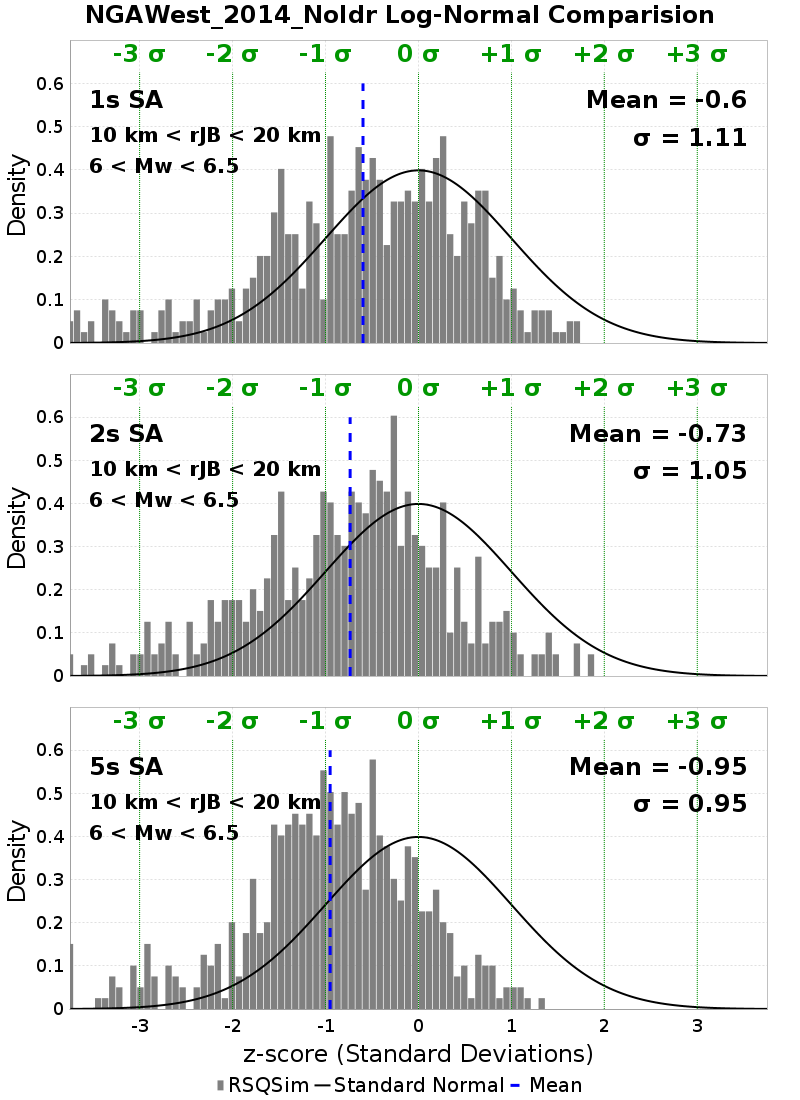 NGAWest_2014_NoIdr Log-Normal Comparision
-3 σ -2 σ -1 σ 0 σ +1 σ +2 σ +3 σ
1s SA
Mean = -0.6
10 km < rJB < 20 km
σ = 1.11
6 < Mw < 6.5
Density
0.6
0.5
0.4
0.3
0.2
0.1
0
-3 σ -2 σ -1 σ 0 σ +1 σ +2 σ +3 σ
2s SA
Mean = -0.73
10 km < rJB < 20 km
σ = 1.05
6 < Mw < 6.5
Density
0.6
0.5
0.4
0.3
0.2
0.1
0
-3 σ -2 σ -1 σ 0 σ +1 σ +2 σ +3 σ
5s SA
Mean = -0.95
10 km < rJB < 20 km
σ = 0.95
6 < Mw < 6.5
Density
0.6
0.5
0.4
0.3
0.2
0.1
0
-3 -2 -1 0 1 2 3
z-score (Standard Deviations)
RSQSim Standard Normal Mean